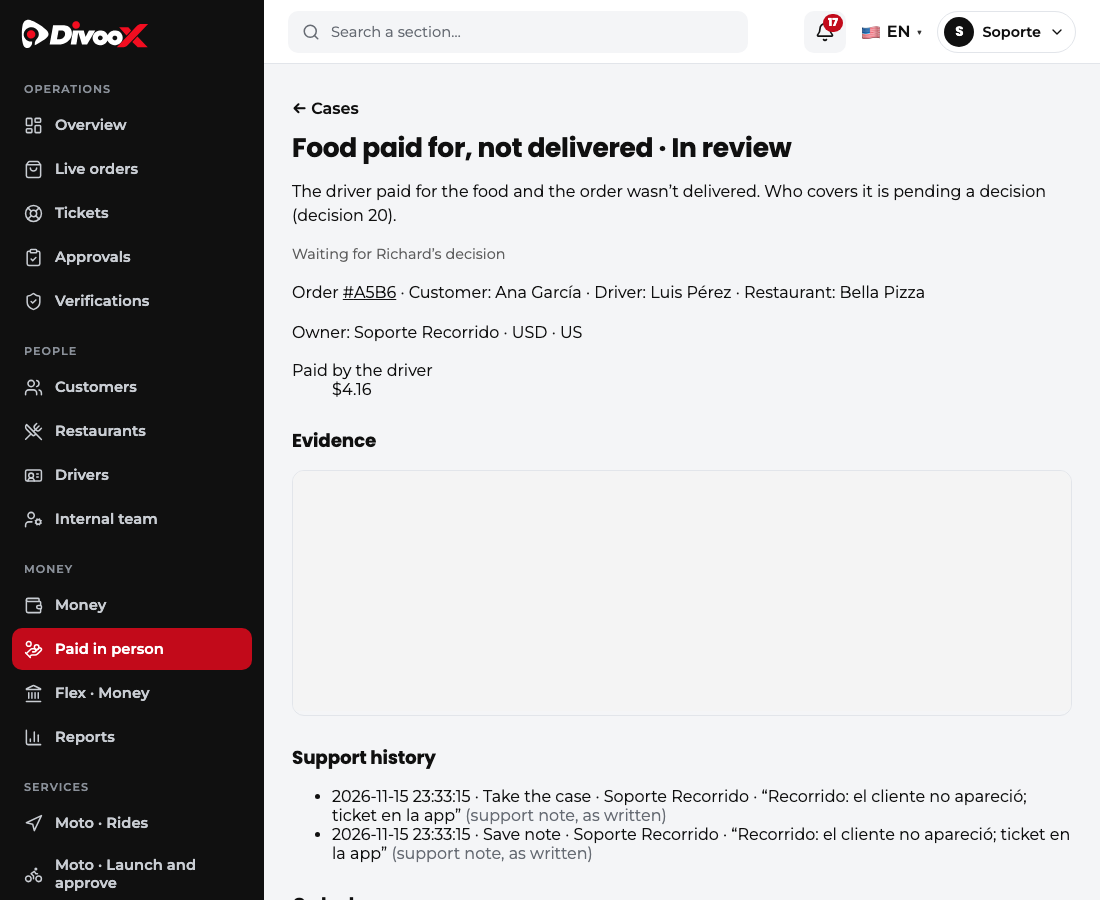 DivooX
Search a section...
17
EN
S
Soporte
OPERATIONS
Overview
Live orders
Tickets
Approvals
Verifications
PEOPLE
Customers
Restaurants
Drivers
Internal team
MONEY
Money
Paid in person
Flex · Money
Reports
SERVICES
Moto · Rides
Moto · Launch and
approve
← Cases
Food paid for, not delivered · In review
The driver paid for the food and the order wasn’t delivered. Who covers it is pending a decision
(decision 20).
Waiting for Richard’s decision
Order #A5B6 · Customer: Ana García · Driver: Luis Pérez · Restaurant: Bella Pizza
Owner: Soporte Recorrido · USD · US
Paid by the driver
$4.16
Evidence
Support history
• 2026-11-15 23:33:15 · Take the case · Soporte Recorrido · “Recorrido: el cliente no apareció;
ticket en la app” (support note, as written)
• 2026-11-15 23:33:15 · Save note · Soporte Recorrido · “Recorrido: el cliente no apareció; ticket en
la app” (support note, as written)